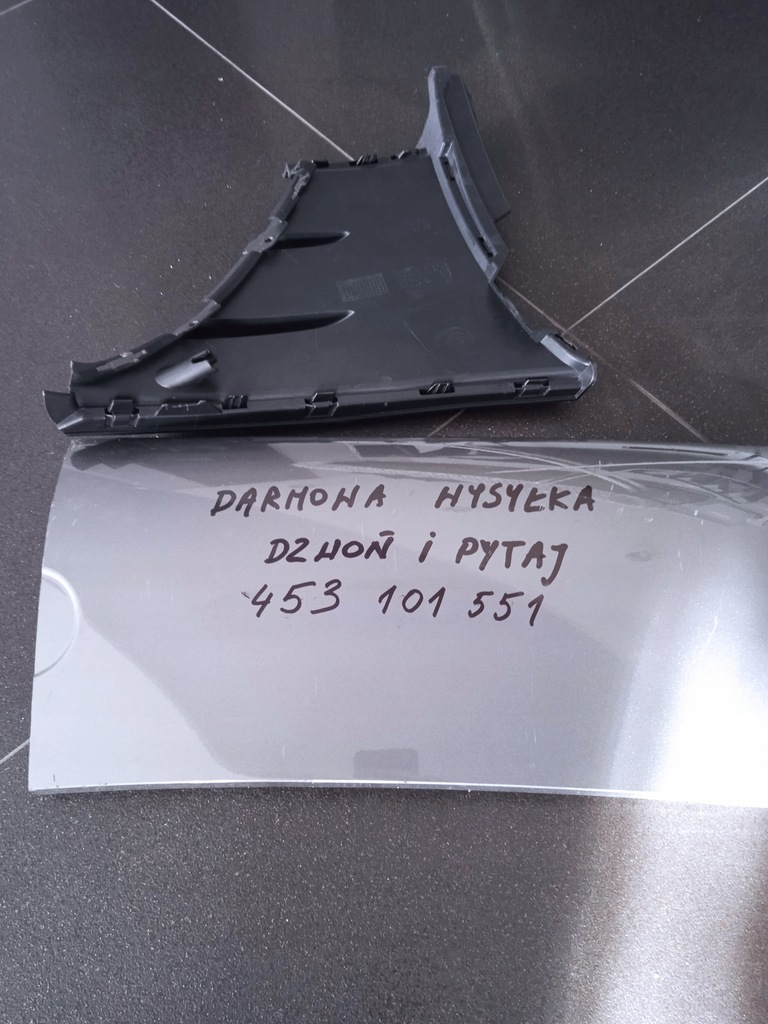 DARMOWA WYSYŁKA
DZWOŃ i PYTAJ
453 101 551